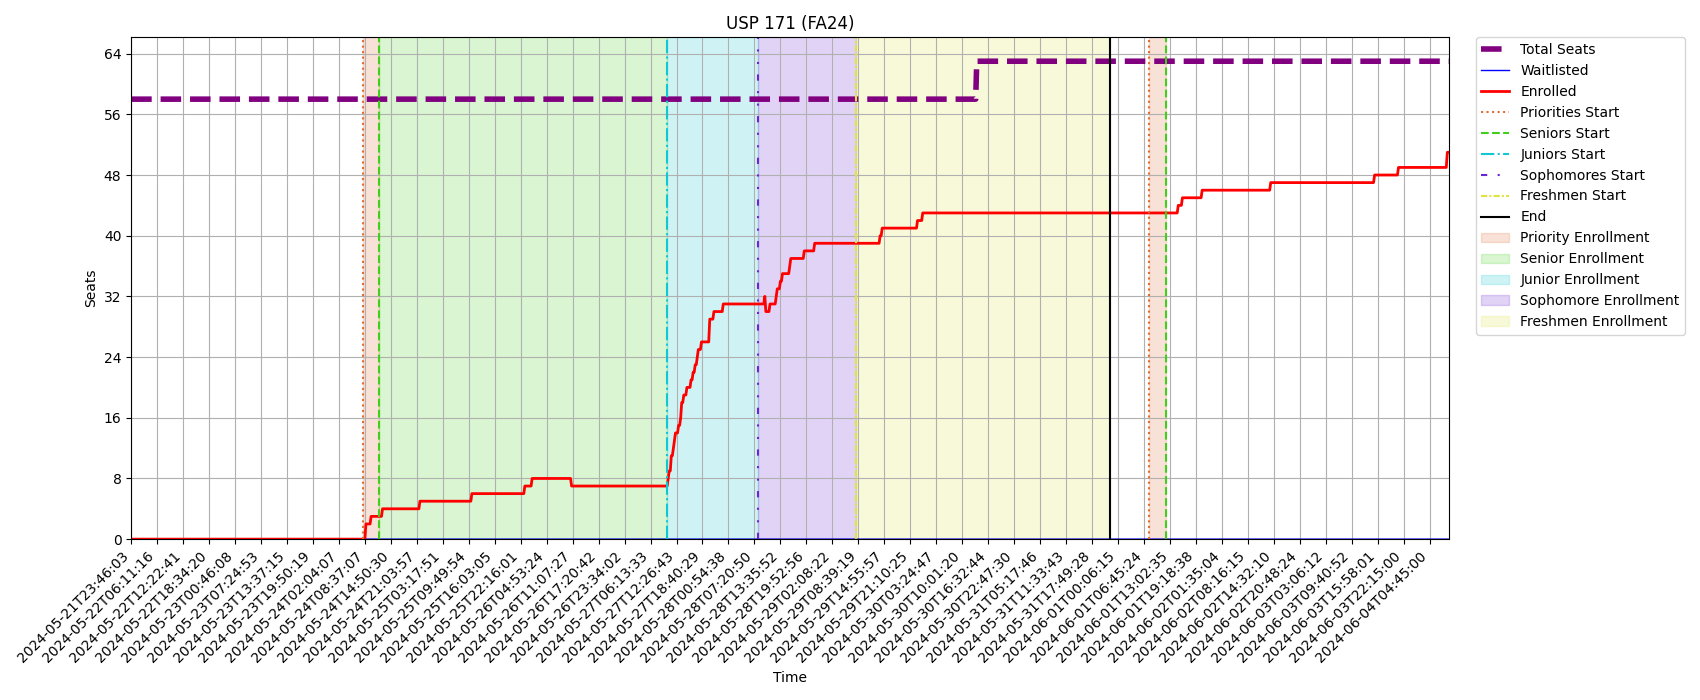 USP 171 (FA24)
Seats
64
56
48
40
32
24
16
8
0
2024-05-21T23:46:03
2024-05-22T06:11:16
2024-05-22T12:22:41
2024-05-22T18:34:20
2024-05-23T00:46:08
2024-05-23T07:24:53
2024-05-23T13:37:15
2024-05-23T19:50:19
2024-05-24T02:04:07
2024-05-24T08:37:07
2024-05-24T14:50:30
2024-05-24T21:03:57
2024-05-25T03:17:51
2024-05-25T09:49:54
2024-05-25T16:03:05
2024-05-25T22:16:01
2024-05-26T04:53:24
2024-05-26T11:07:27
2024-05-26T17:20:42
2024-05-26T23:34:02
2024-05-27T06:13:33
2024-05-27T12:26:43
2024-05-27T18:40:29
2024-05-28T00:54:38
2024-05-28T07:20:50
2024-05-28T13:35:52
2024-05-28T19:52:56
2024-05-29T02:08:22
2024-05-29T08:39:19
2024-05-29T14:55:57
2024-05-29T21:10:25
2024-05-30T03:24:47
2024-05-30T10:01:20
2024-05-30T16:32:44
2024-05-30T22:47:30
2024-05-31T05:17:46
2024-05-31T11:33:43
2024-05-31T17:49:28
2024-06-01T00:06:15
2024-06-01T06:45:24
2024-06-01T13:02:35
2024-06-01T19:18:38
2024-06-02T01:35:04
2024-06-02T08:16:15
2024-06-02T14:32:10
2024-06-02T20:48:24
2024-06-03T03:06:12
2024-06-03T09:40:52
2024-06-03T15:58:01
2024-06-03T22:15:00
2024-06-04T04:45:00
Time
Total Seats
Waitlisted
Enrolled
Priorities Start
Seniors Start
Juniors Start
Sophomores Start
Freshmen Start
End
Priority Enrollment
Senior Enrollment
Junior Enrollment
Sophomore Enrollment
Freshmen Enrollment